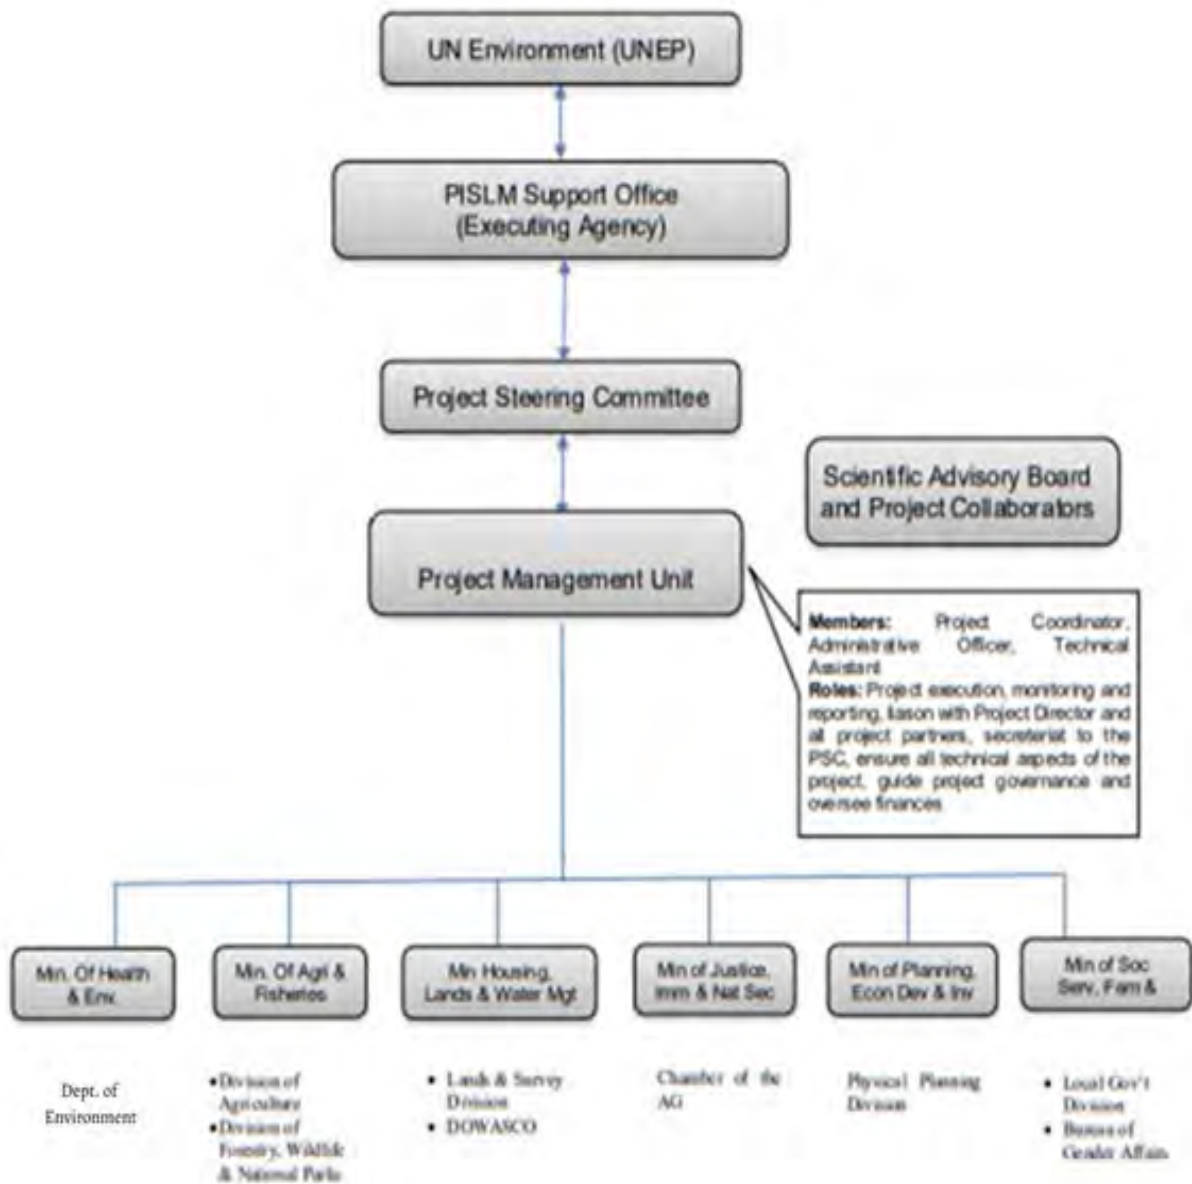 UN Environment (UNEP)
PISLM Support Office
(Executing Agency)
Project Steering Committee
Scientific Advisory Board
and Project Collaborators
Project Management Unit
Members: Project Coordinator,
Administrative Officer, Technical
Assistant
Roles: Project execution, monitoring and
reporting, liason with Project Director and
all project partners, secreteriat to the
PSC, ensure all technical aspects of the
project, guide project governance and
oversee finances
Min. Of Health
& Env.
Min. Of Agri &
Fisheries
Min Housing,
Lands & Water Mgt
Min of Justice,
Imm & Nat Sec
Min of Planning,
Econ Dev & Inv
Min of Soc
Serv, Fam &
Dept. of
Environment
•Division of
Agriculture
•Division of
Forestry, Wildlife
& National Parks
• Lands & Survey
Division
• DOWASCO
Chamber of the
AG
Physical Planning
Division
• Local Gov't
Division
• Bureau of
Gender Affairs